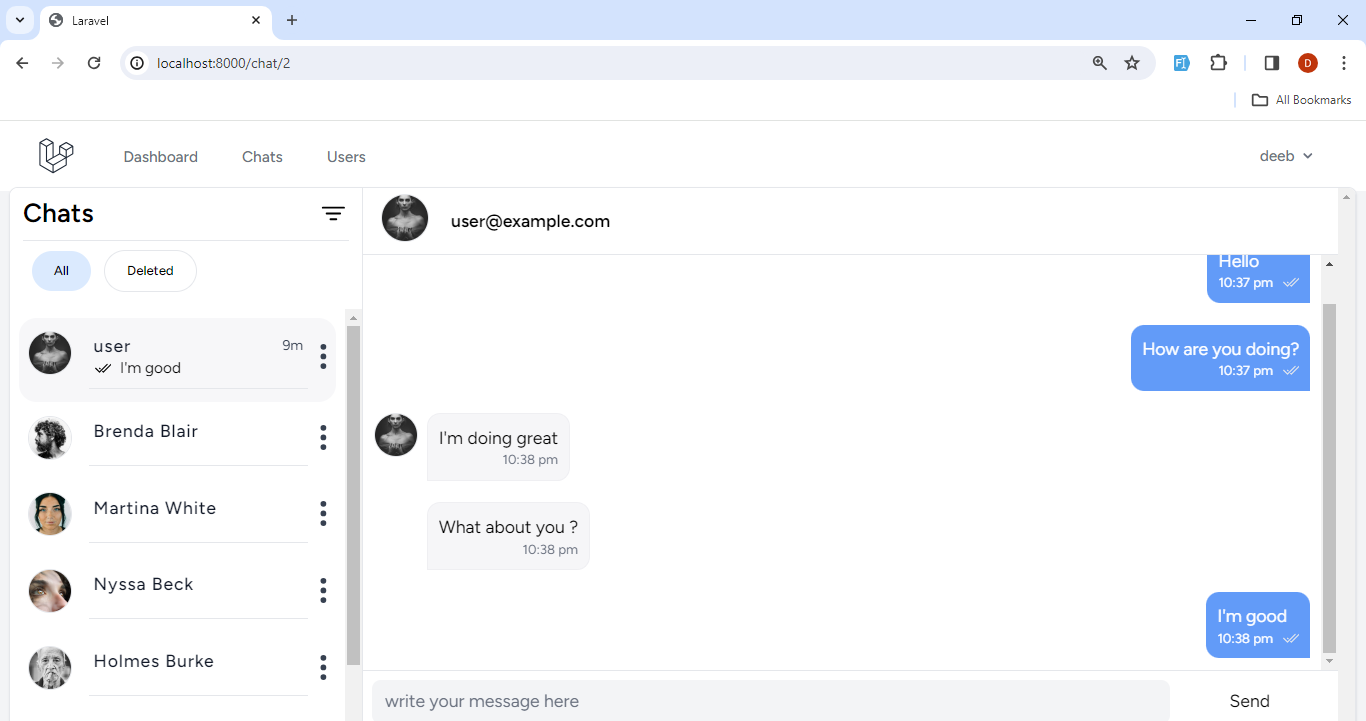 Laravel
localhost:8000/chat/2
D
All Bookmarks
Dashboard
Chats
Users
deeb
Chats
All
Deleted
user
9m
I'm good
Brenda Blair
Martina White
Nyssa Beck
Holmes Burke
user@example.com
Hello
10:37 pm
How are you doing?
10:37 pm
I'm doing great
10:38 pm
What about you ?
10:38 pm
I'm good
10:38 pm
write your message here
Send